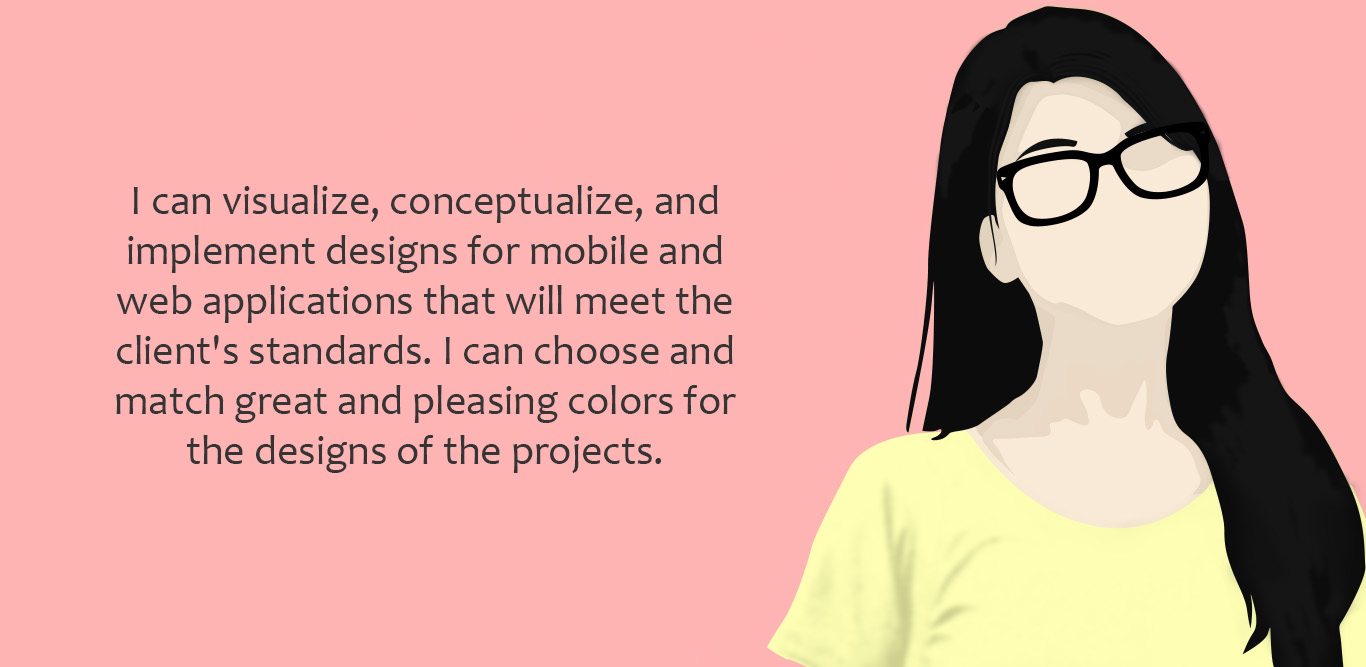 I can visualize, conceptualize, and
implement designs for mobile and
web applications that will meet the
client's standards. I can choose and
match great and pleasing colors for
the designs of the projects.